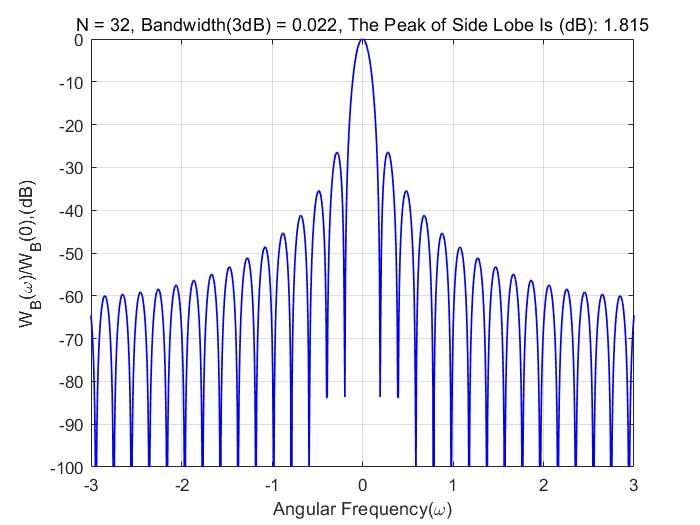 N = 32, Bandwidth(3dB) = 0.022, The Peak of Side Lobe Is (dB): 1.815
0
-10
-20
-30
-40
-50
-60
-70
-80
-90
-100
W_B(ω)/W_B(0),(dB)
-3 -2 -1 0 1 2 3
Angular Frequency(ω)